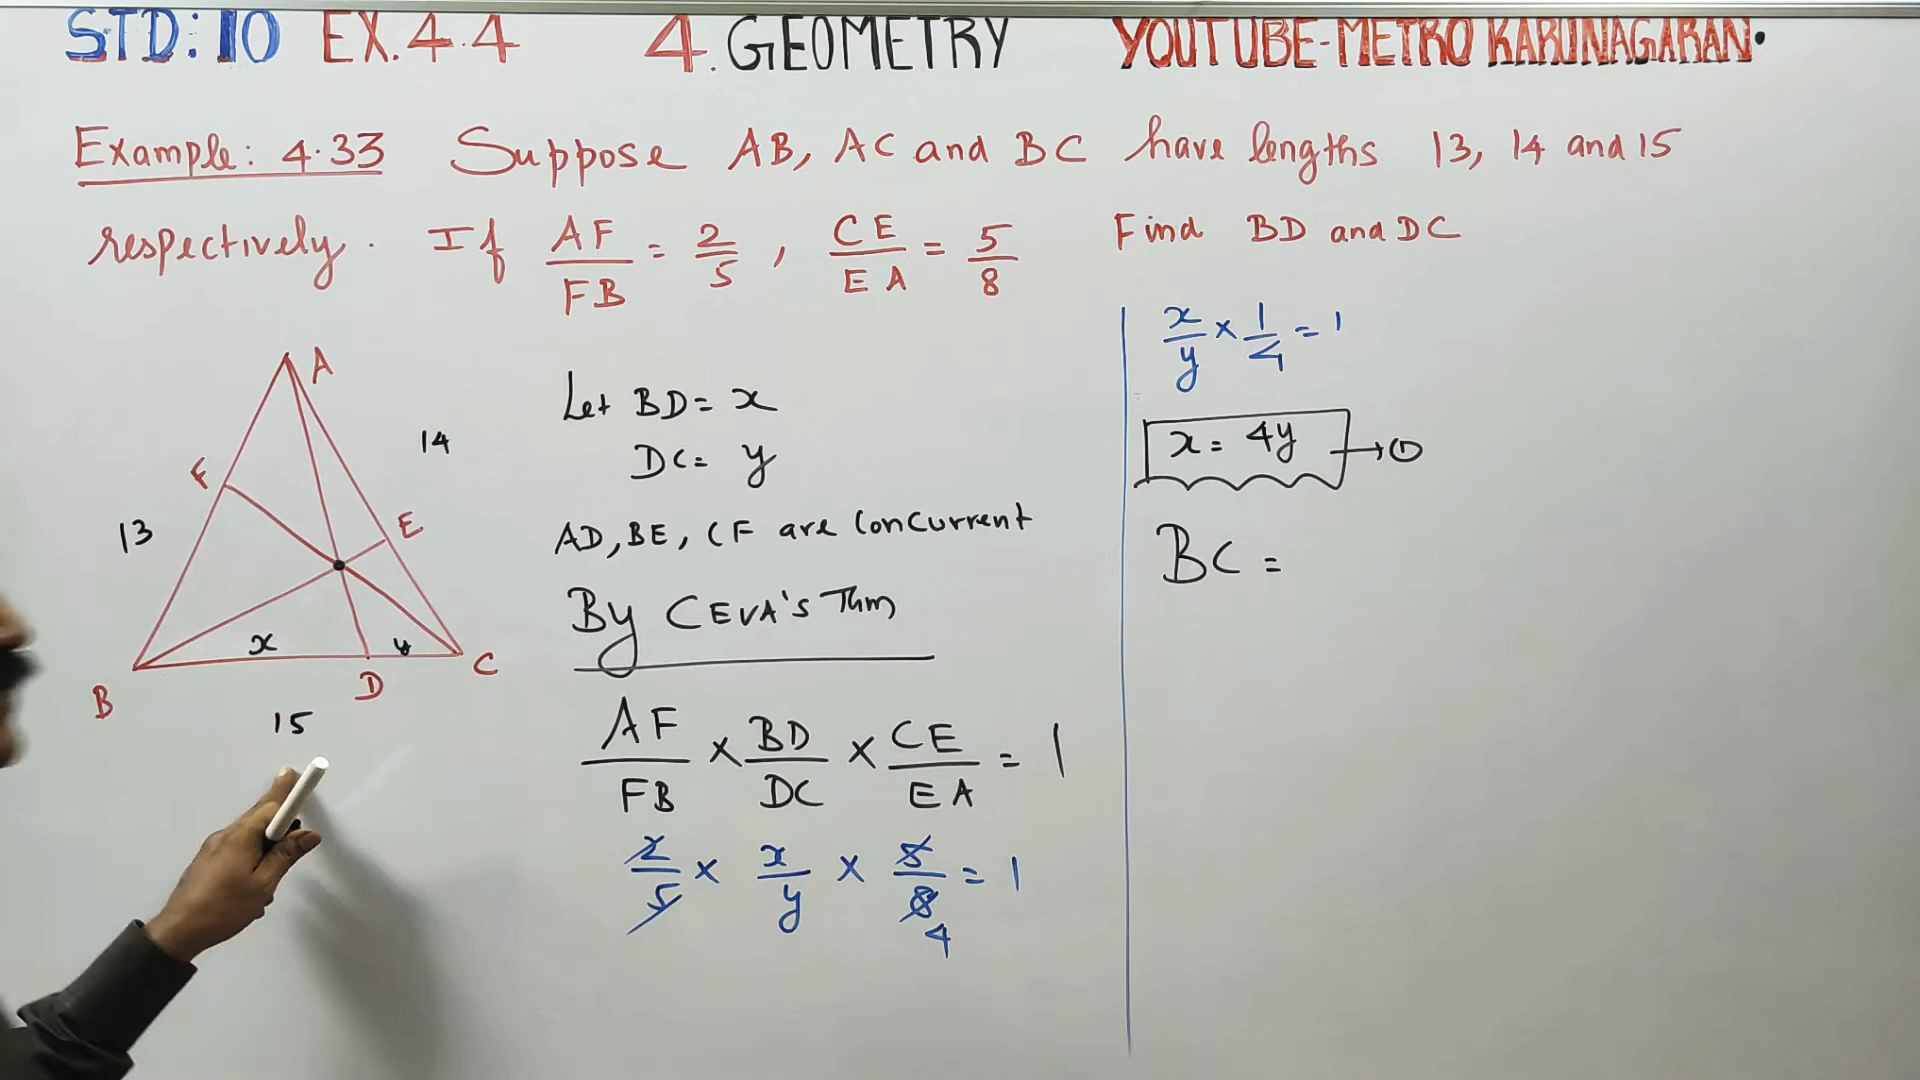 STD: 10 EX.4.4 4. GEOMETRY YOUTUBE-METRO KARUNAGARAN.
Example: 4.33 Suppose AB, AC and BC have lengths 13, 14 and 15
respectively. If AF/FB = 2/5, CE/EA = 5/8 Find BD and DC
A
14
F
E
13
x y
B D C
15
Let BD = x
DC = y
AD, BE, CF are Concurrent
By CEVA'S Thm
AF/FB × BD/DC × CE/EA = 1
2/5 × x/y × 5/8 = 1
4
x/y × 1/4 = 1
x = 4y → ①
BC =